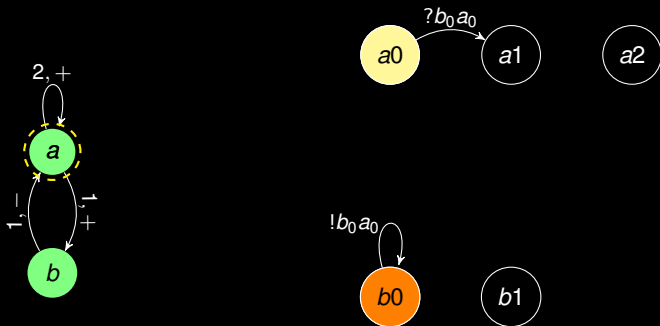 ?b₀a₀
a0
a1
a2
2, +
a
1, −
1, +
b
!b₀a₀
b0
b1